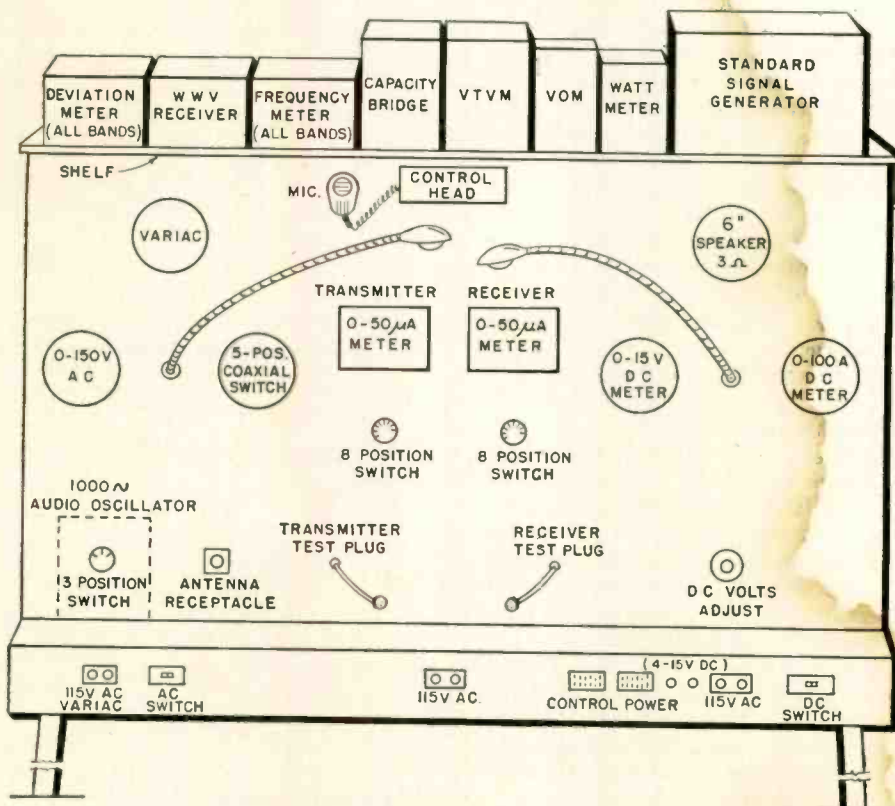 DEVIATION
METER
(ALL BANDS)
WWV
RECEIVER
FREQUENCY
METER
(ALL BANDS)
CAPACITY
BRIDGE
VTVM
VOM
WATT
METER
STANDARD
SIGNAL
GENERATOR
SHELF
MIC.
CONTROL
HEAD
VARIAC
6"
SPEAKER
3Ω
TRANSMITTER
0-50μA
METER
RECEIVER
0-50μA
METER
0-150V
AC
5-POS.
COAXIAL
SWITCH
0-15V
DC
METER
0-100A
DC
METER
8 POSITION
SWITCH
8 POSITION
SWITCH
1000~
AUDIO OSCILLATOR
3 POSITION
SWITCH
ANTENNA
RECEPTACLE
TRANSMITTER
TEST PLUG
RECEIVER
TEST PLUG
DC VOLTS
ADJUST
115V AC
VARIAC
AC
SWITCH
115V AC.
(4-15V DC)
CONTROL POWER
115V AC
DC
SWITCH